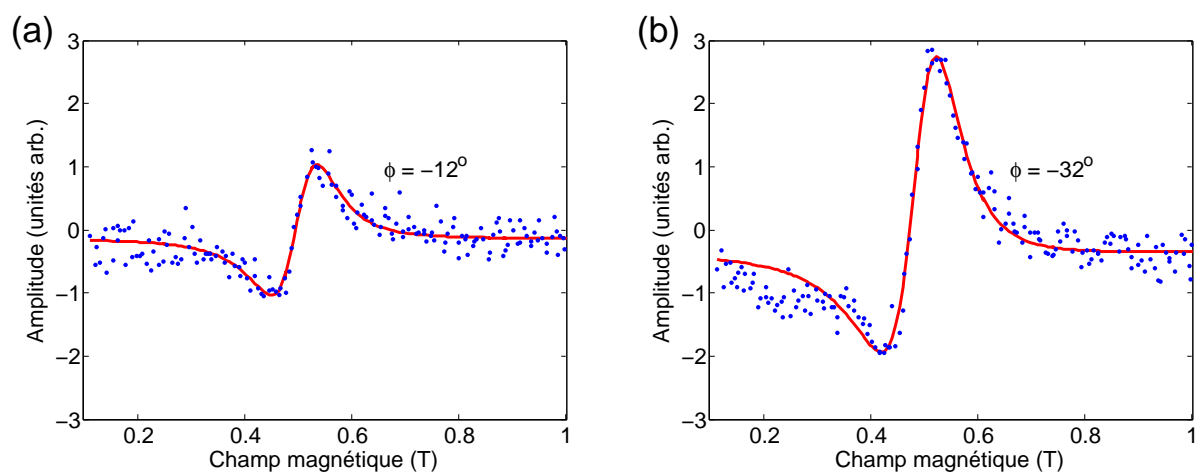 (a)
3
2
1
0
−1
−2
−3
0.2 0.4 0.6 0.8 1
Amplitude (unités arb.)
Champ magnétique (T)
ϕ = −12º
(b)
3
2
1
0
−1
−2
−3
0.2 0.4 0.6 0.8 1
Amplitude (unités arb.)
Champ magnétique (T)
ϕ = −32º